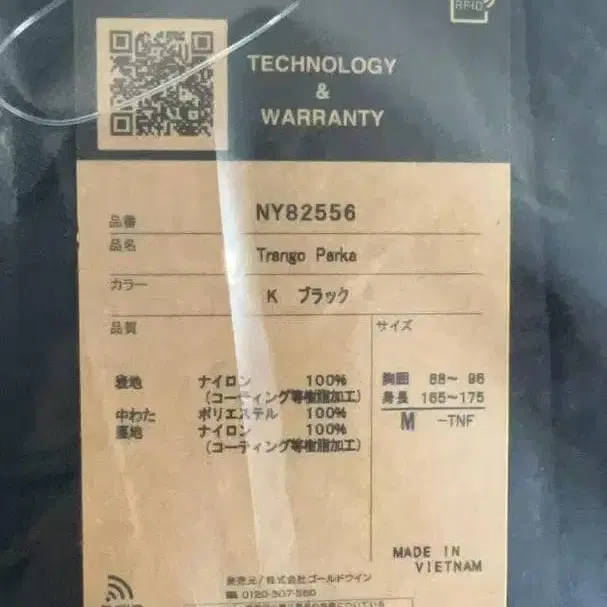 RFID
TECHNOLOGY
&
WARRANTY
品番 NY82556
品名 Trango Parka
カラー K ブラック
品質
サイズ
表地 ナイロン 100%
(コーティング等樹脂加工)
中わた ポリエステル 100%
裏地 ナイロン 100%
(コーティング等樹脂加工)
胸囲 88～ 96
身長 165～175
M -TNF
MADE IN
VIETNAM
発売元/株式会社ゴールドウイン
0120-307-560